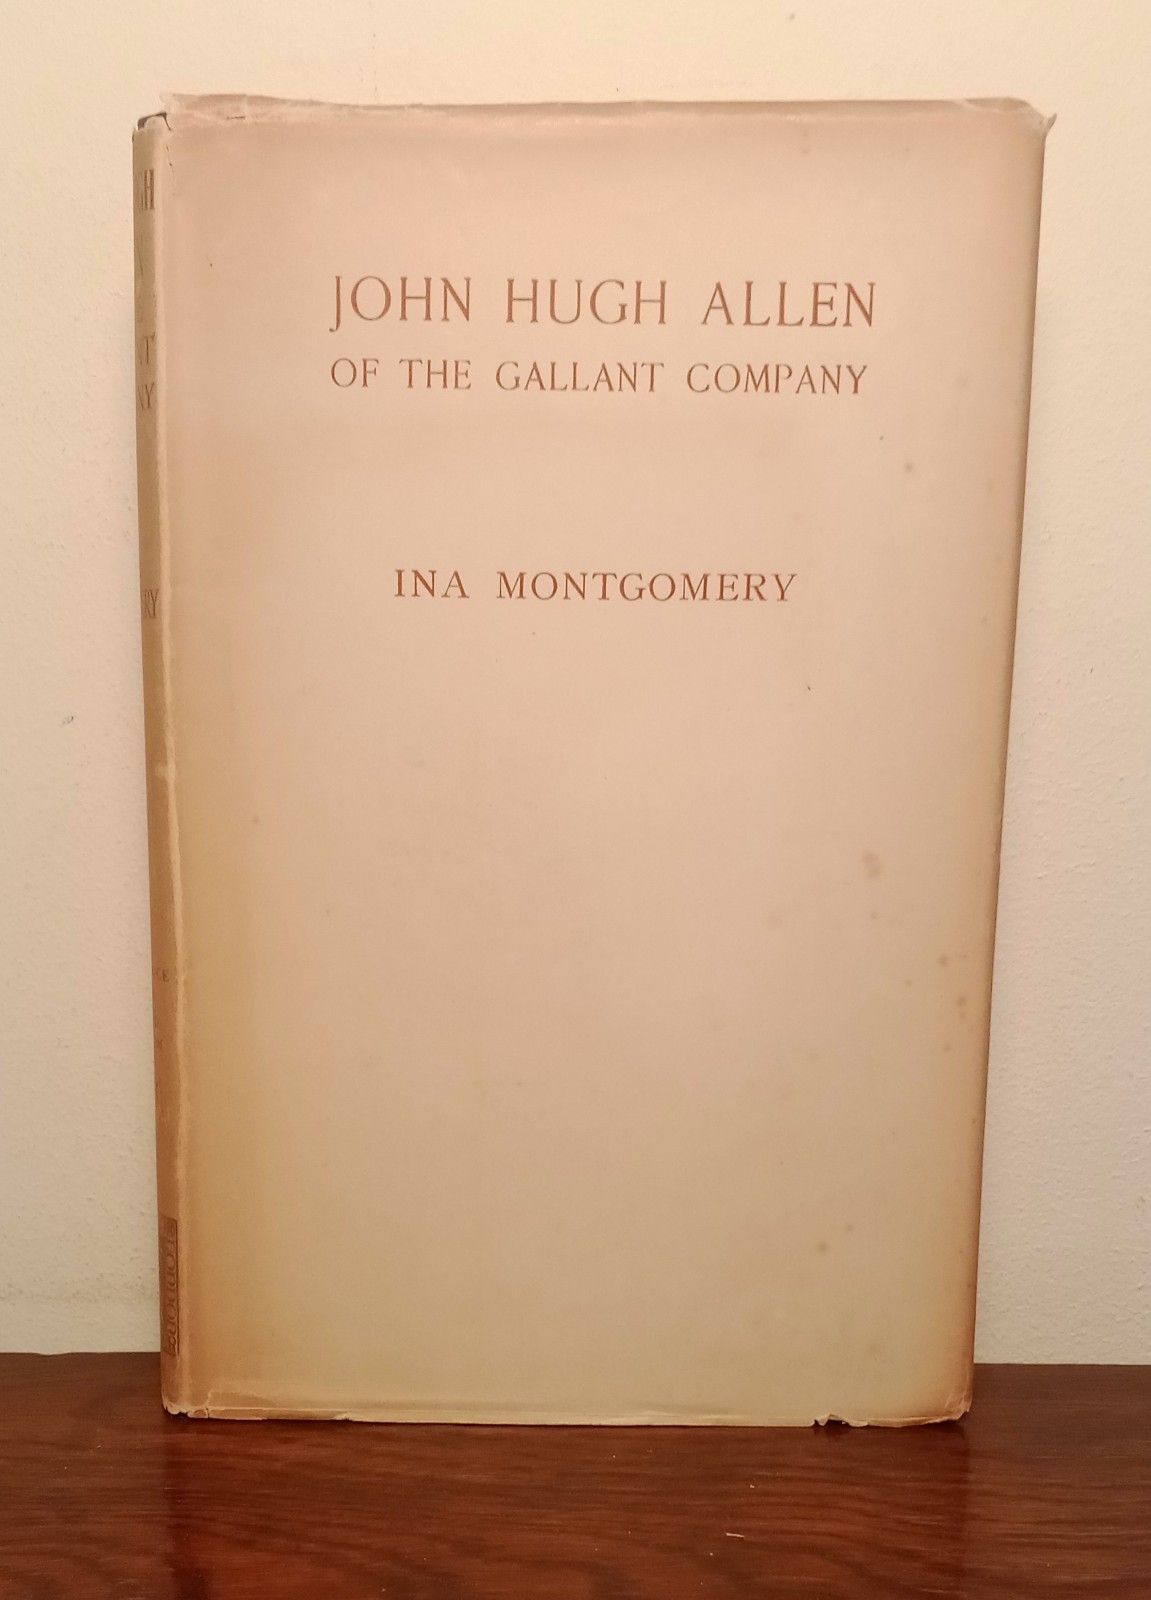 JOHN HUGH ALLEN
OF THE GALLANT COMPANY
INA MONTGOMERY